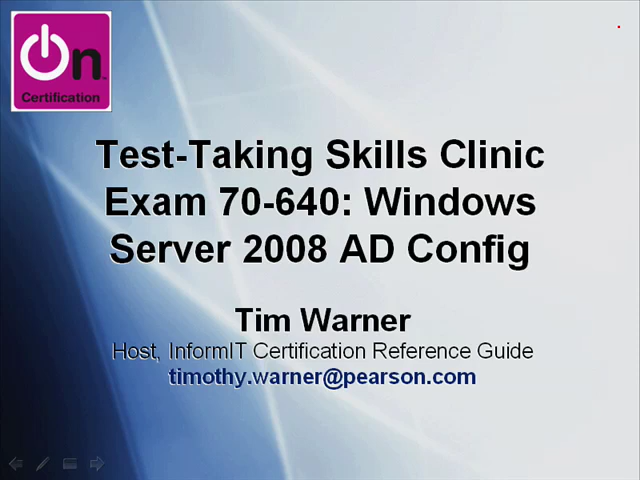 On
Certification
Test-Taking Skills Clinic
Exam 70-640: Windows
Server 2008 AD Config
Tim Warner
Host, InformIT Certification Reference Guide
timothy.warner@pearson.com